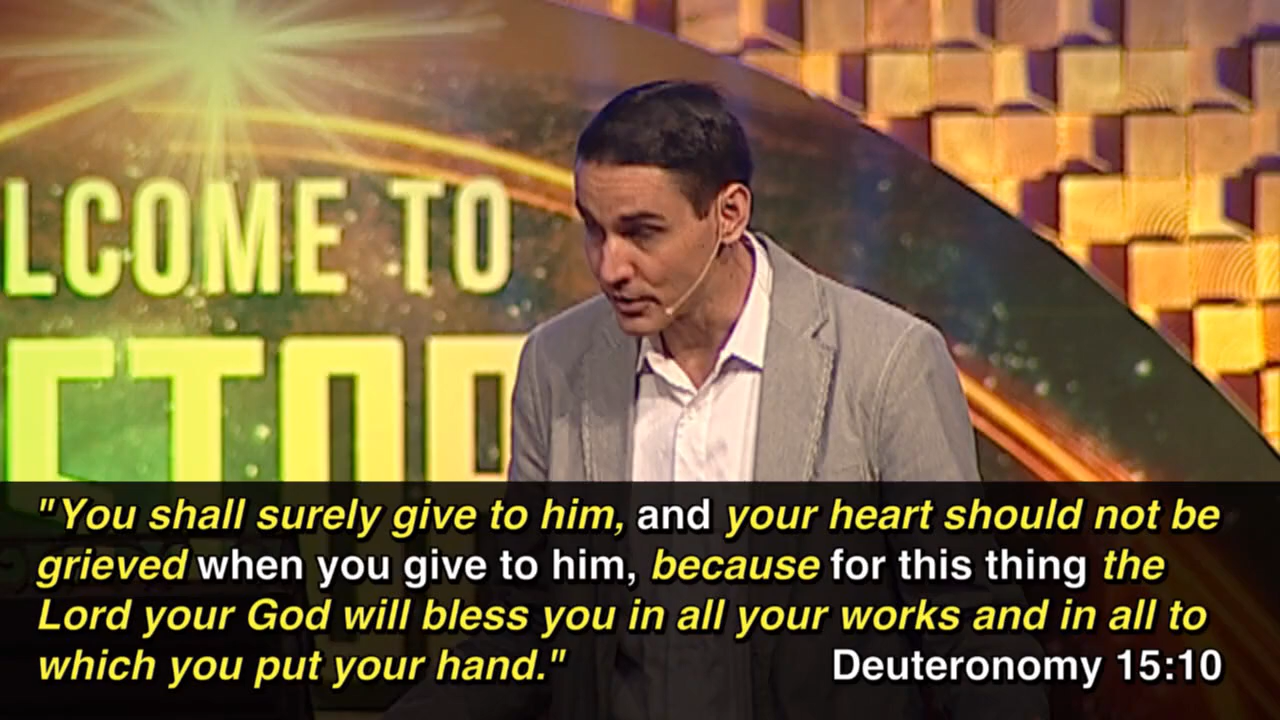 LCOME TO
"You shall surely give to him, and your heart should not be
grieved when you give to him, because for this thing the
Lord your God will bless you in all your works and in all to
which you put your hand."
Deuteronomy 15:10